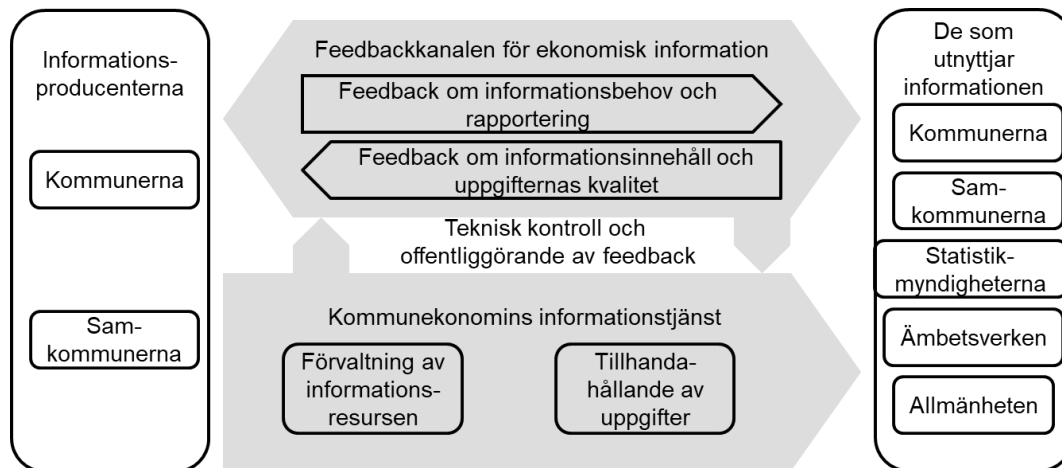 Informations-
producenterna
Kommunerna
Sam-
kommunerna
Feedbackkanalen för ekonomisk information
Feedback om informationsbehov och
rapportering
Feedback om informationsinnehåll och
uppgifternas kvalitet
Teknisk kontroll och
offentliggörande av feedback
Kommunekonomins informationstjänst
Förvaltning av
informations-
resursen
Tillhanda-
hållande av
uppgifter
De som
utnyttjar
informationen
Kommunerna
Sam-
kommunerna
Statistik-
myndigheterna
Ämbetsverken
Allmänheten